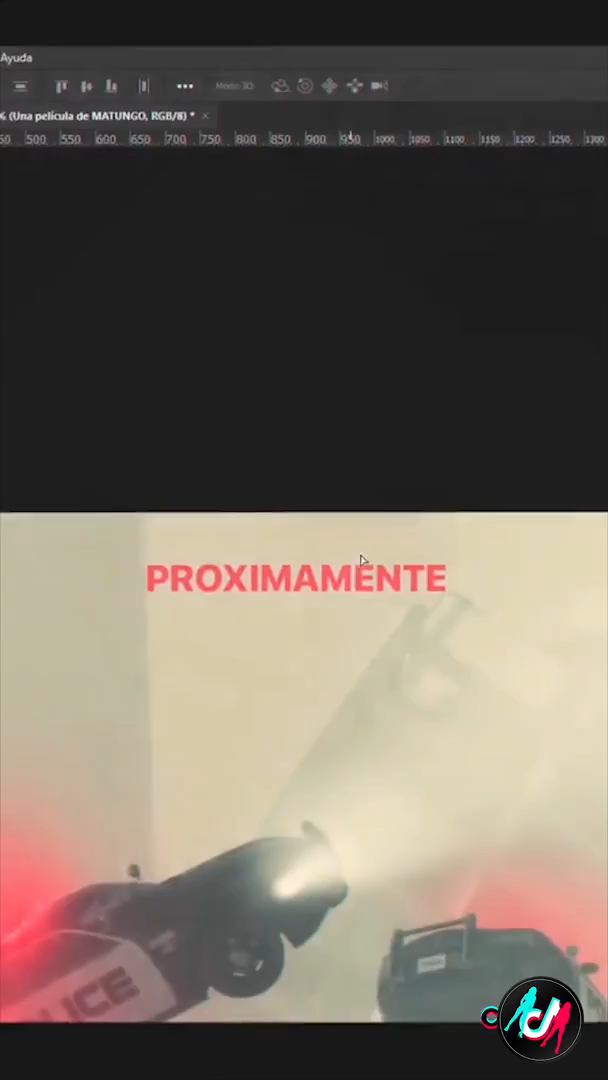 Ayuda
Modo 3D:
% (Una película de MATUNGO, RGB/8) * ×
50 500 550 600 650 700 750 800 850 900 950 1000 1050 1100 1150 1200 1250 1300
PROXIMAMENTE
LICE